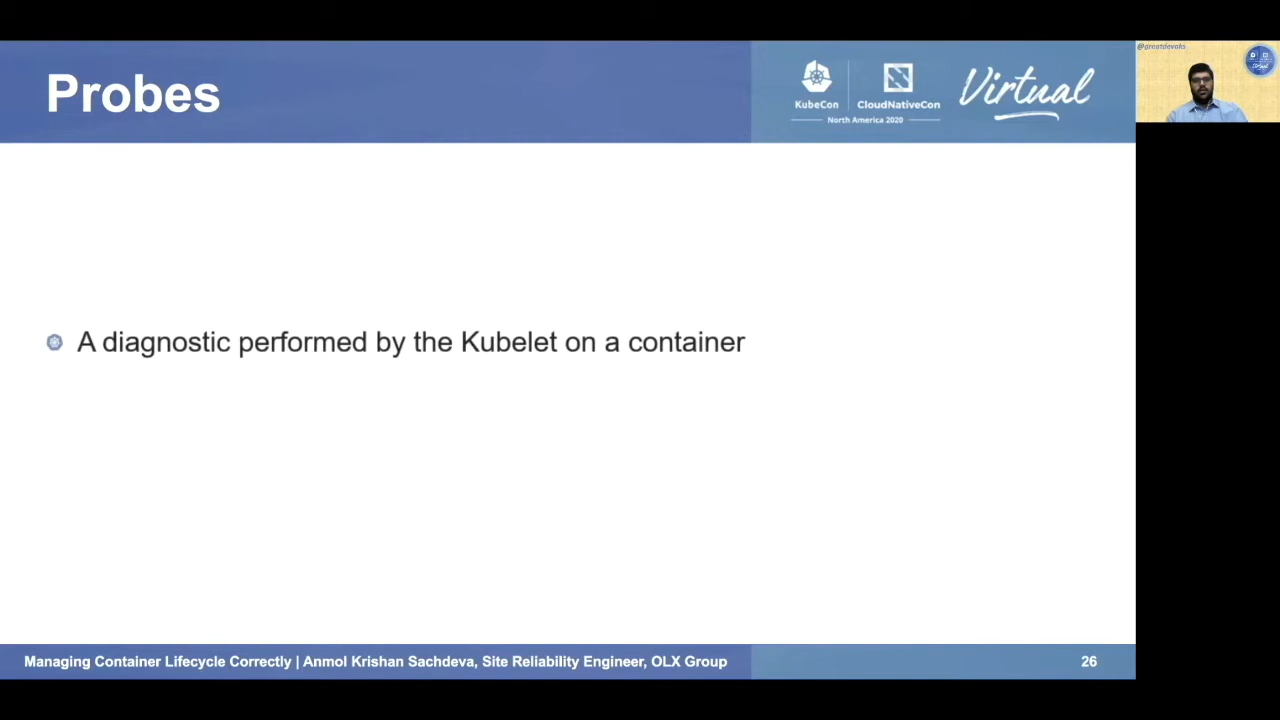 Probes
KubeCon
CloudNativeCon
North America 2020
Virtual
@greatdevaks
A diagnostic performed by the Kubelet on a container
Managing Container Lifecycle Correctly | Anmol Krishan Sachdeva, Site Reliability Engineer, OLX Group
26